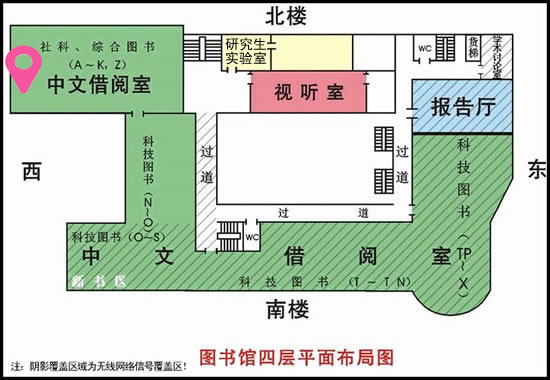 北楼
社科、综合图书
（A～K, Z）
中文借阅室
研究生
实验室
视听室
WC
货梯
学术讨论室
报告厅
西
东
科技图书（N～O）
过道
过道
科技图书（TP～X）
过 道
WC
科技图书（O～S）
中文借阅室
新书区
科技图书（T～TN）
南楼
图书馆四层平面布局图
注：阴影覆盖区域为无线网络信号覆盖区！